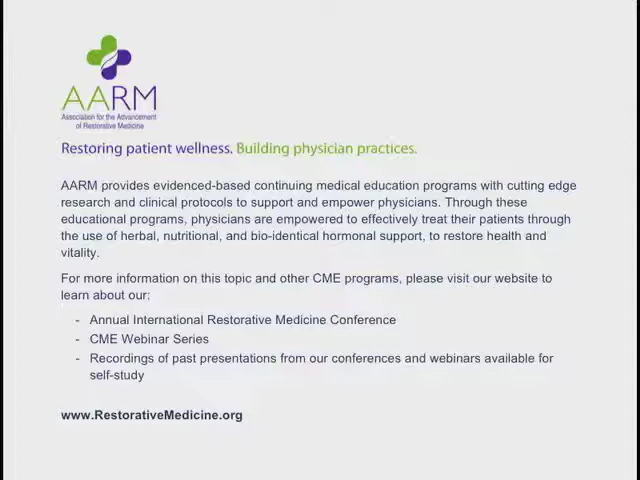 AARM
Association for the Advancement
of Restorative Medicine
Restoring patient wellness. Building physician practices.
AARM provides evidenced-based continuing medical education programs with cutting edge
research and clinical protocols to support and empower physicians. Through these
educational programs, physicians are empowered to effectively treat their patients through
the use of herbal, nutritional, and bio-identical hormonal support, to restore health and
vitality.
For more information on this topic and other CME programs, please visit our website to
learn about our:
- Annual International Restorative Medicine Conference
- CME Webinar Series
- Recordings of past presentations from our conferences and webinars available for
self-study
www.RestorativeMedicine.org